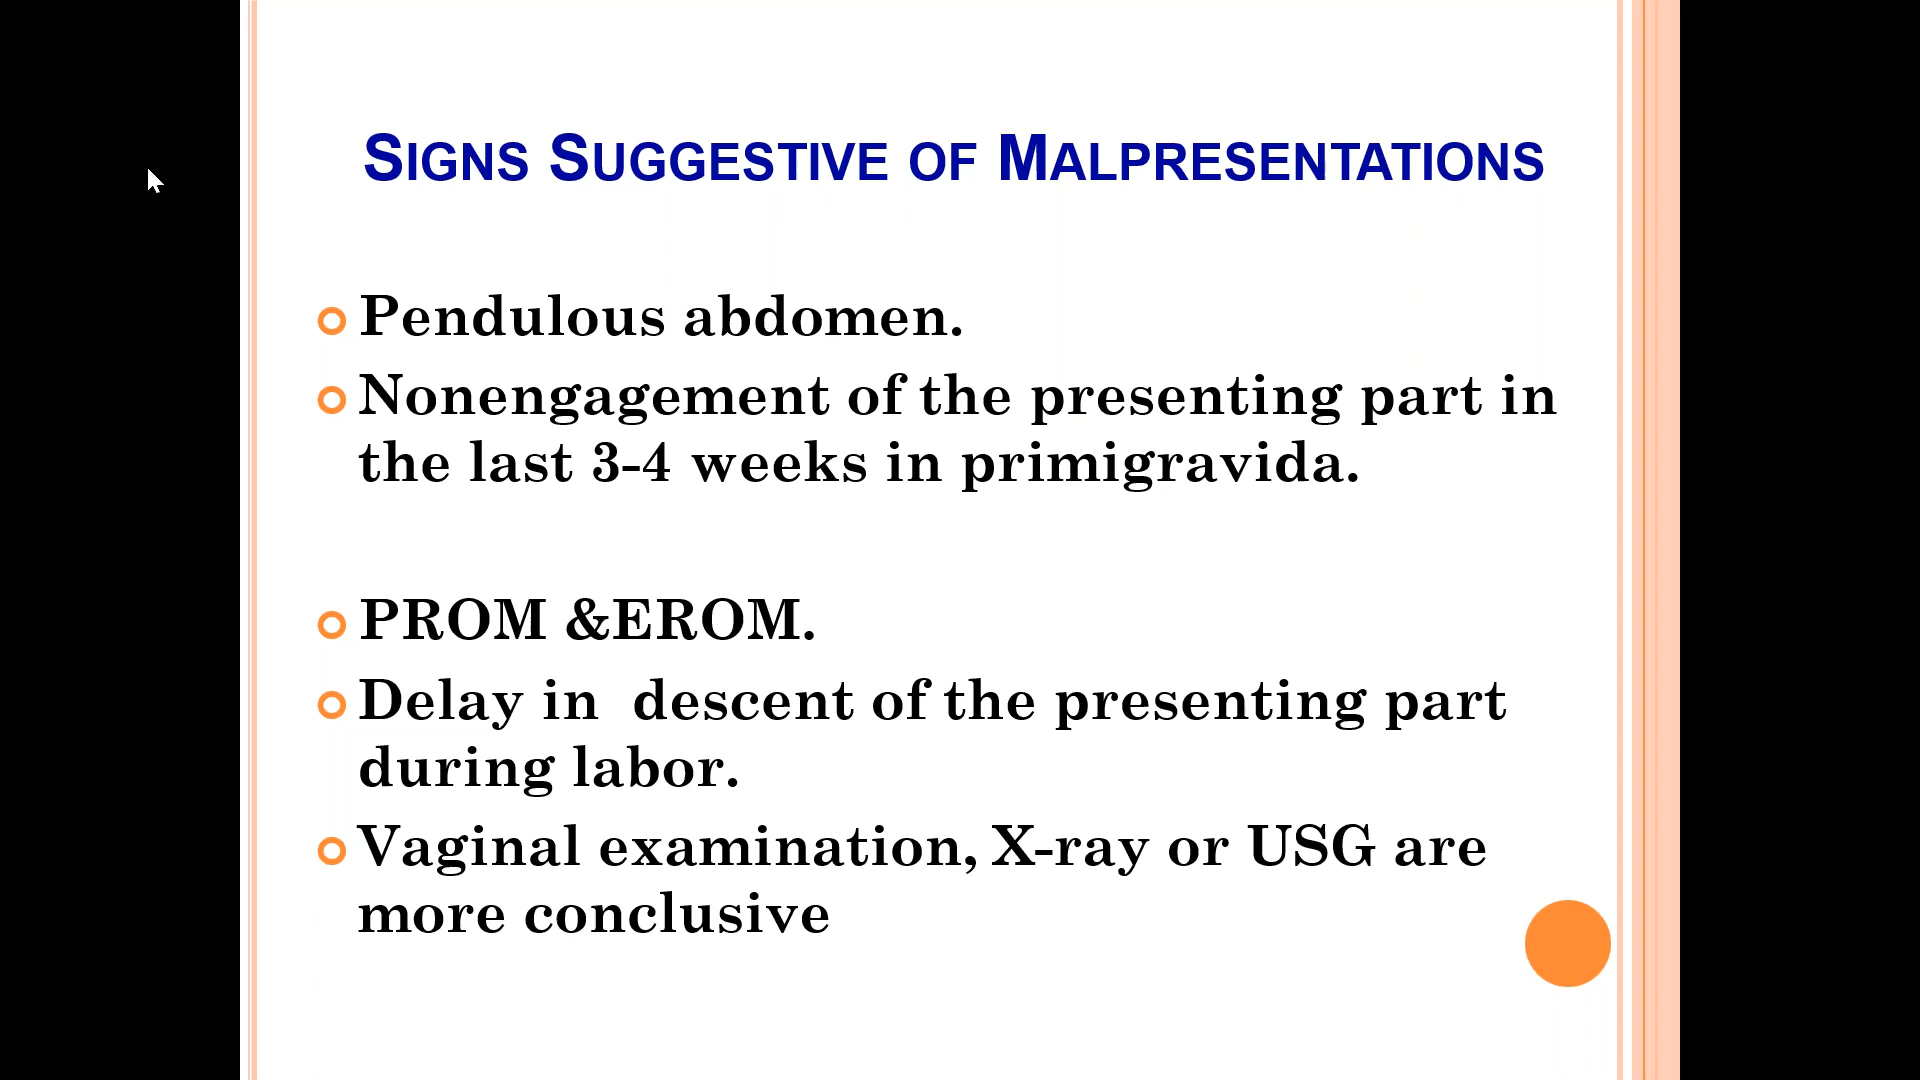 SIGNS SUGGESTIVE OF MALPRESENTATIONS
Pendulous abdomen.
Nonengagement of the presenting part in
the last 3-4 weeks in primigravida.
PROM &EROM.
Delay in  descent of the presenting part
during labor.
Vaginal examination, X-ray or USG are
more conclusive